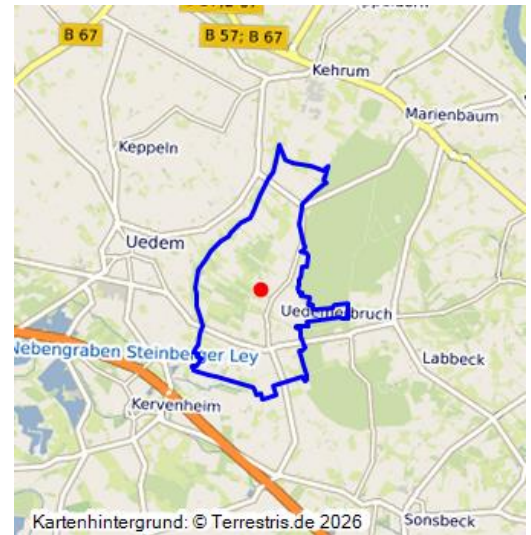 B 67
B 57; B 67
Kehrum
Marienbaum
Keppeln
Uedem
Uedemerbruch
Nebengraben Steinberger Ley
Labbeck
Kervenheim
Sonsbeck
Kartenhintergrund: © Terrestris.de 2026